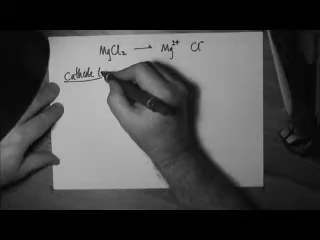 MgCl₂ → Mg²⁺ Cl⁻
Cathode (